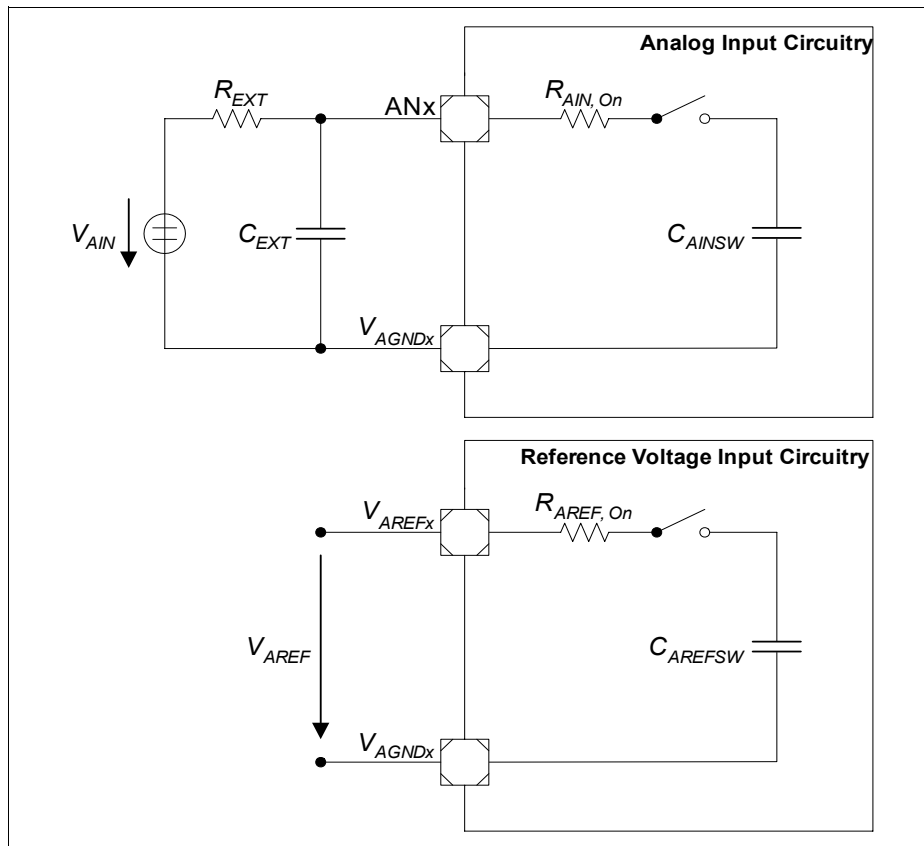 Analog Input Circuitry
R_EXT
ANx
R_AIN, On
V_AIN
C_EXT
C_AINSW
V_AGNDx
Reference Voltage Input Circuitry
V_AREFx
R_AREF, On
V_AREF
C_AREFSW
V_AGNDx